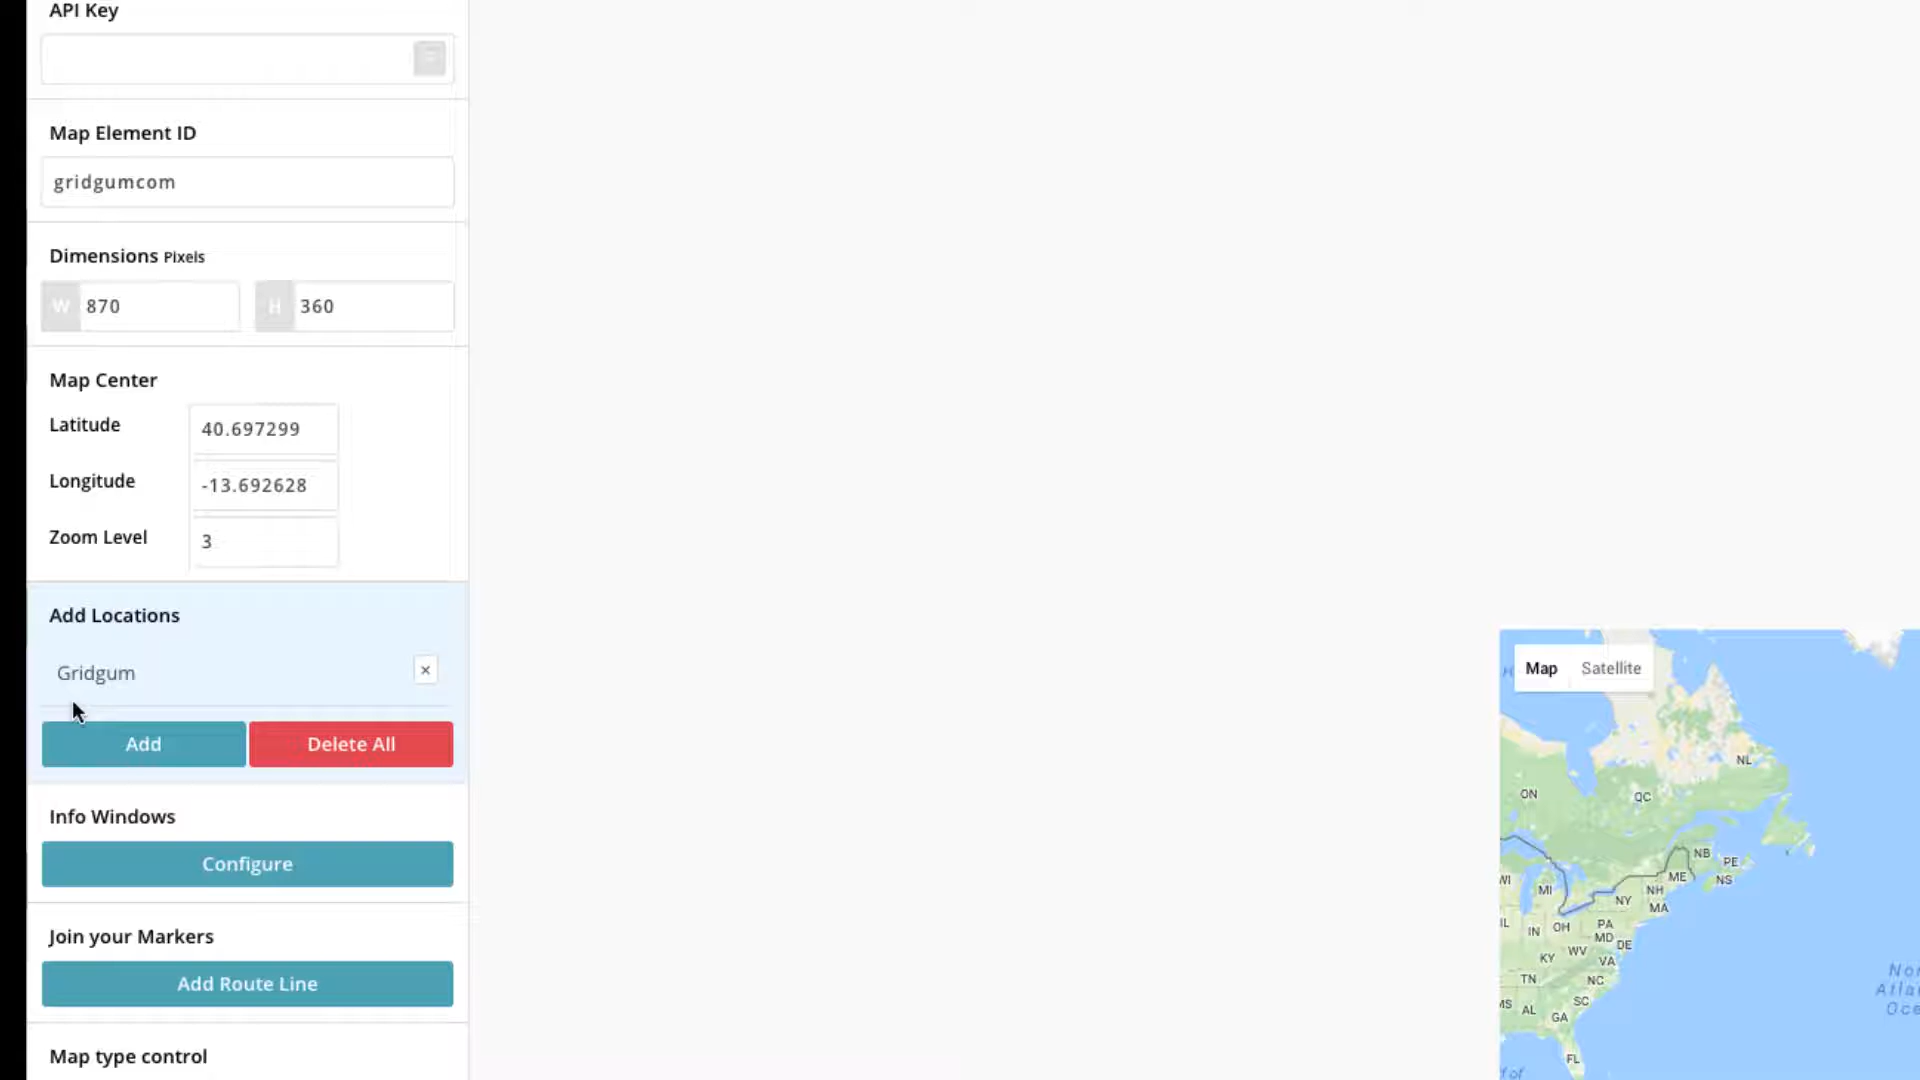 API Key
Map Element ID
gridgumcom
Dimensions Pixels
W 870 H 360
Map Center
Latitude 40.697299
Longitude -13.692628
Zoom Level 3
Add Locations
Gridgum ×
Add Delete All
Info Windows
Configure
Join your Markers
Add Route Line
Map type control
Map Satellite
NL
ON
QC
NB
PE
ME
NS
WI
MI
NH
NY
MA
IL
IN
OH
PA
MD
DE
WV
KY
VA
TN
NC
MS
AL
SC
GA
FL